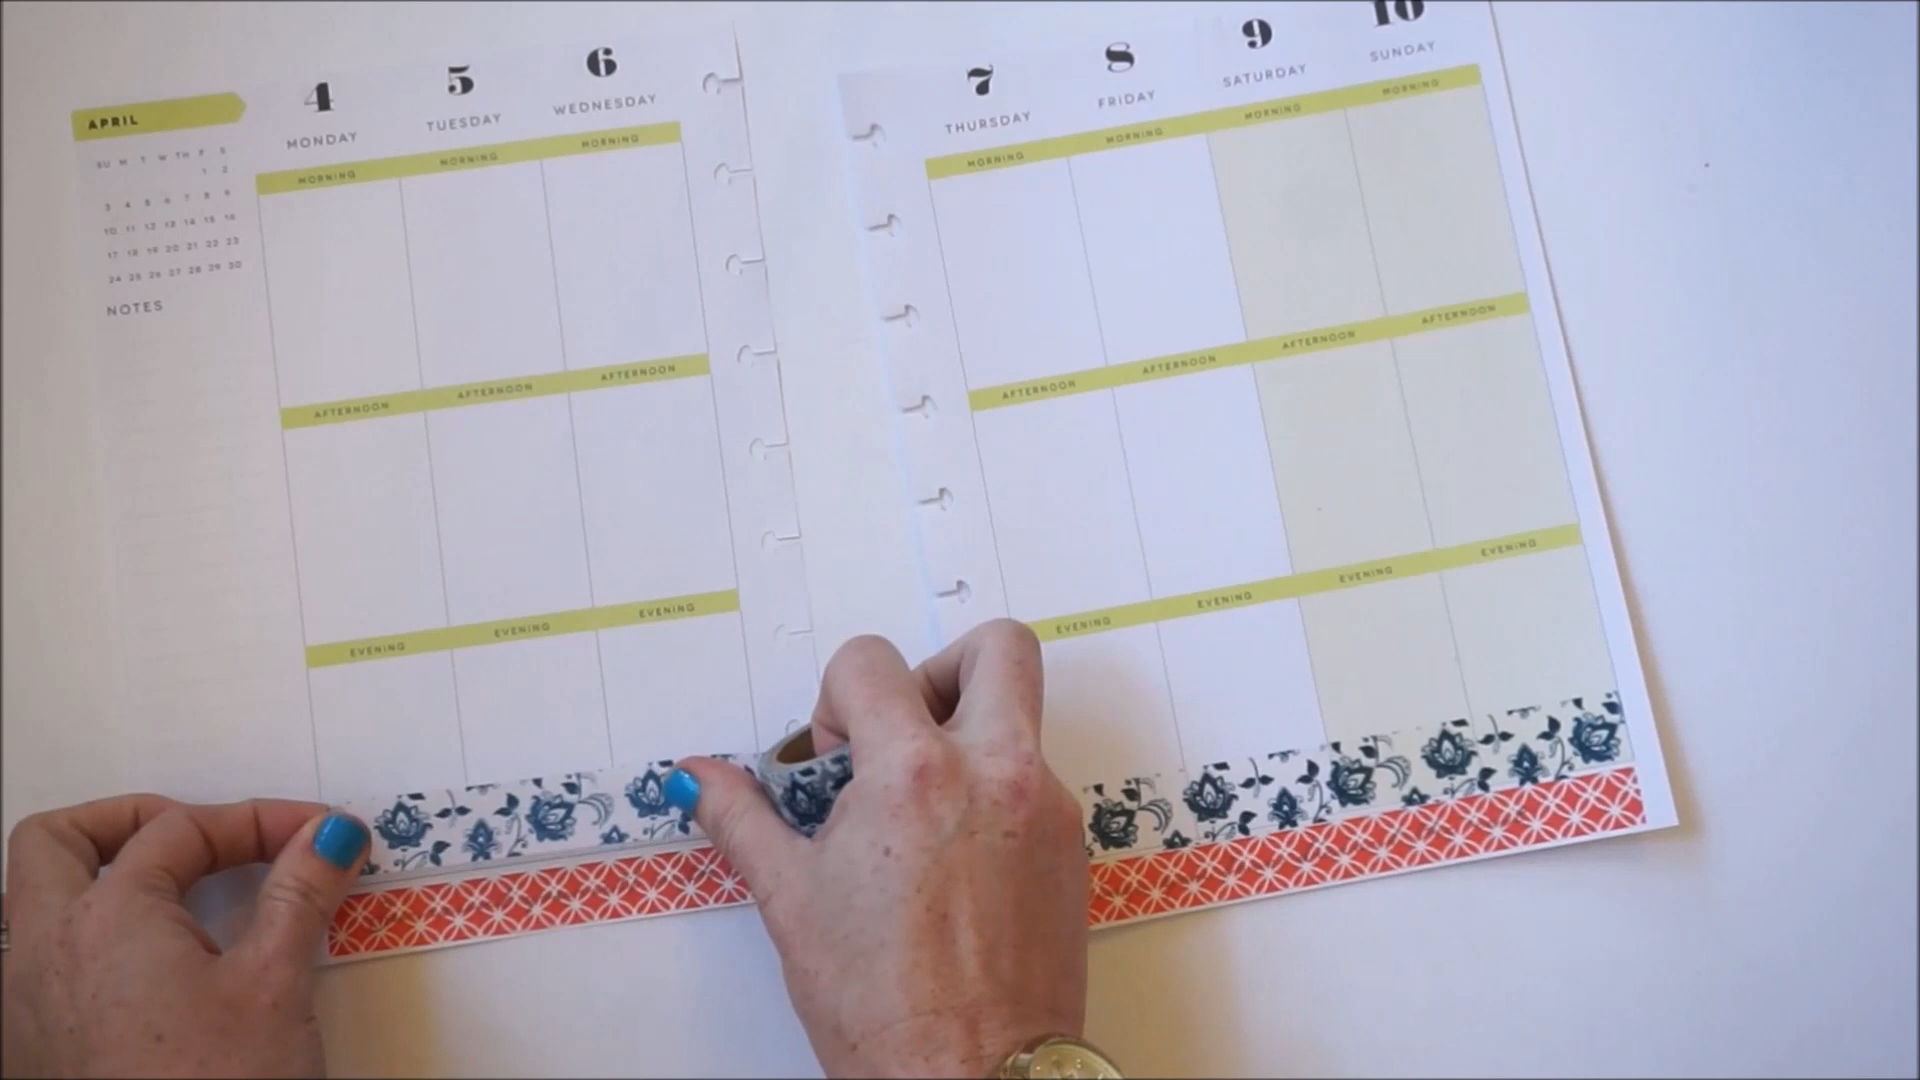 APRIL
SU M T W TH F S
1 2
3 4 5 6 7 8 9
10 11 12 13 14 15 16
17 18 19 20 21 22 23
24 25 26 27 28 29 30
NOTES
4 5 6
MONDAY TUESDAY WEDNESDAY
MORNING MORNING MORNING
AFTERNOON AFTERNOON AFTERNOON
EVENING EVENING EVENING
7 8 9 10
THURSDAY FRIDAY SATURDAY SUNDAY
MORNING MORNING MORNING MORNING
AFTERNOON AFTERNOON AFTERNOON AFTERNOON
EVENING EVENING EVENING EVENING